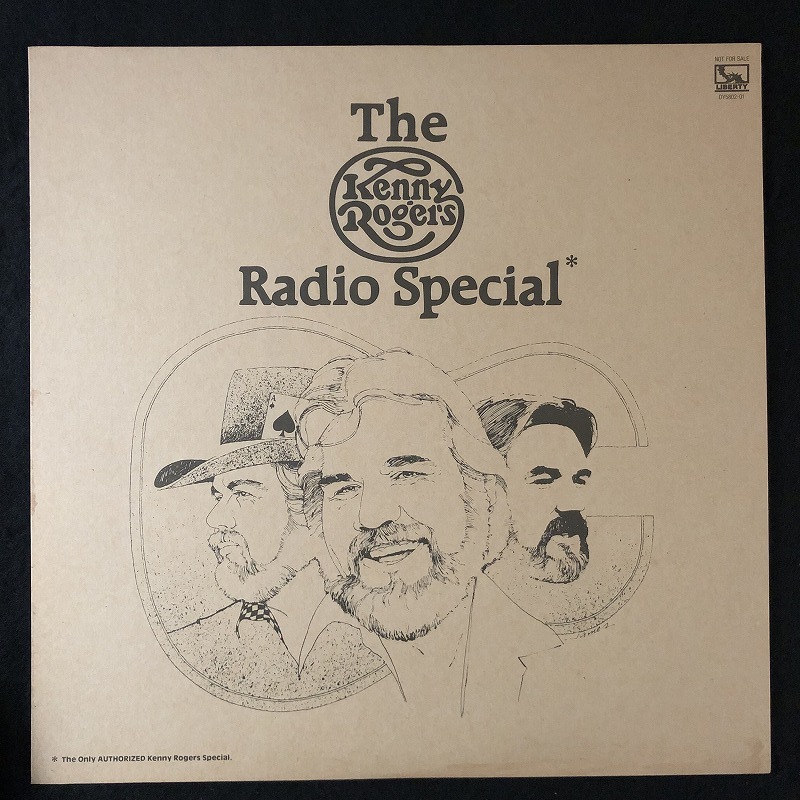 NOT FOR SALE
LIBERTY
The
Kenny
Rogers
Radio Special*
A
* The Only AUTHORIZED Kenny Rogers Special.